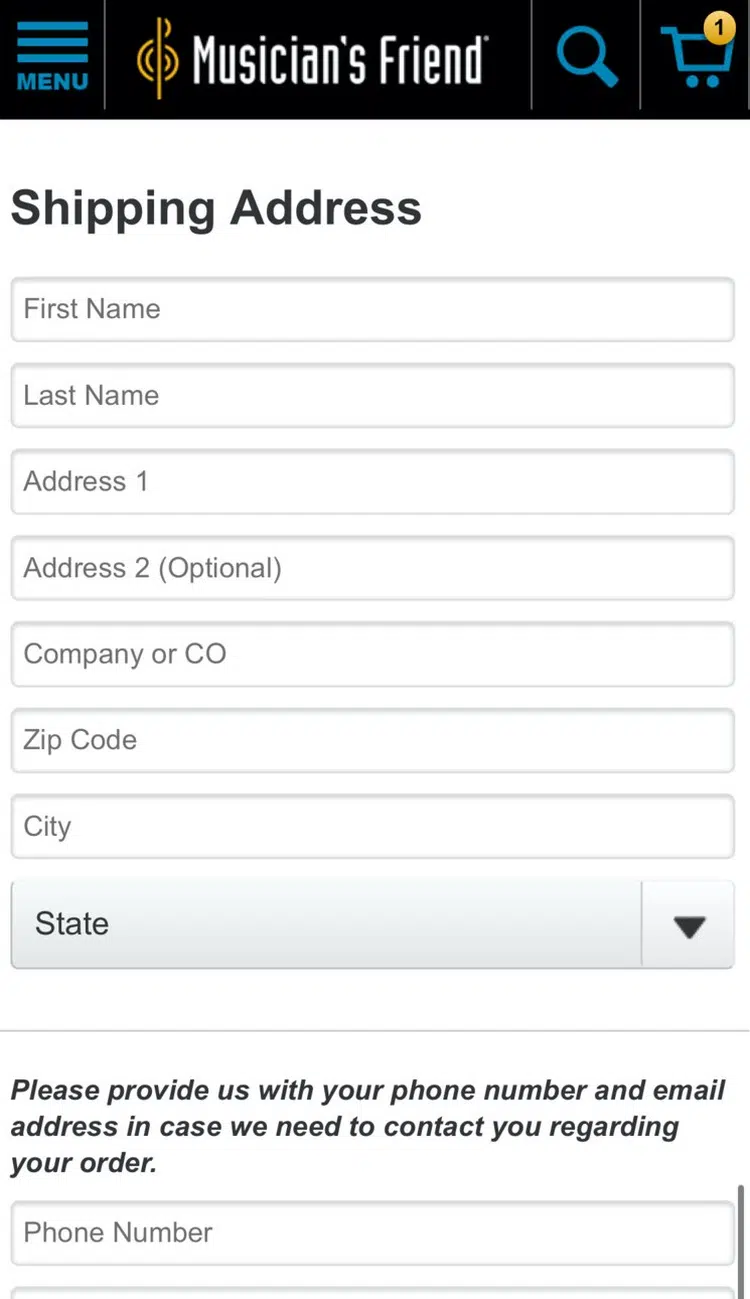 MENU
Musician's Friend
1
Shipping Address
First Name
Last Name
Address 1
Address 2 (Optional)
Company or CO
Zip Code
City
State
Please provide us with your phone number and email
address in case we need to contact you regarding
your order.
Phone Number